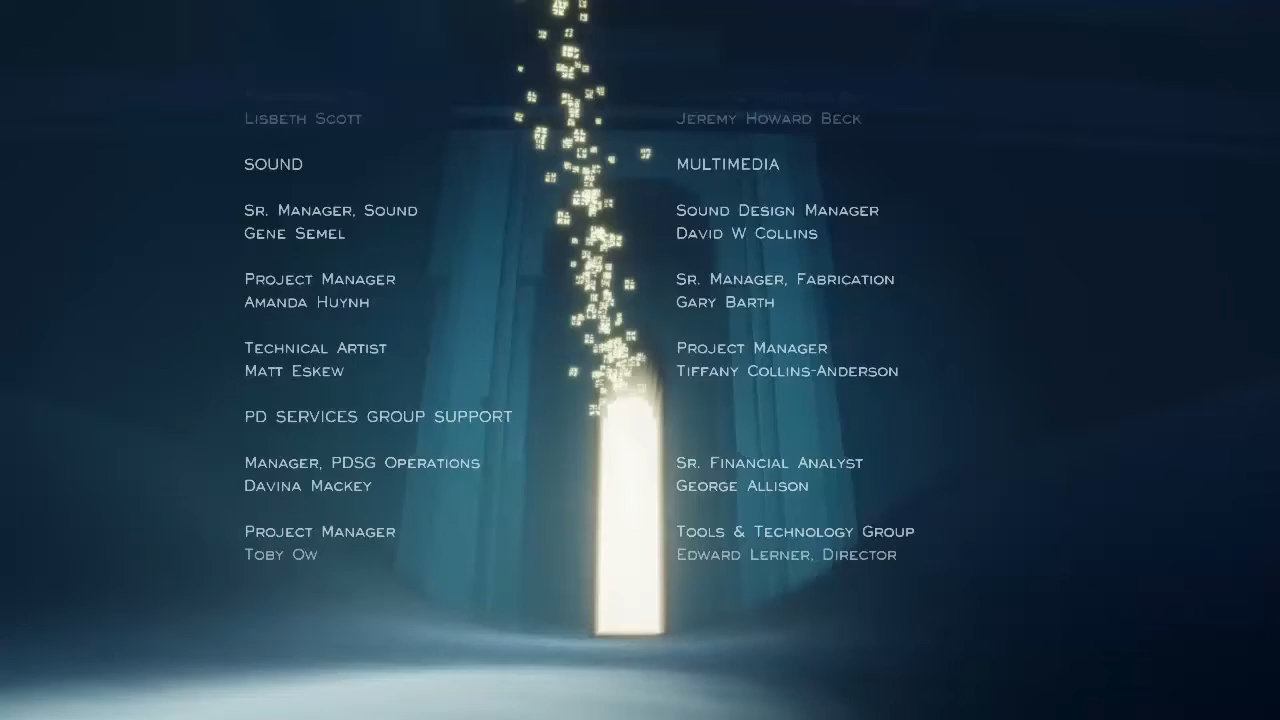 Lisbeth Scott
Jeremy Howard Beck
SOUND
MULTIMEDIA
Sr. Manager, Sound
Gene Semel
Sound Design Manager
David W Collins
Project Manager
Amanda Huynh
Sr. Manager, Fabrication
Gary Barth
Technical Artist
Matt Eskew
Project Manager
Tiffany Collins-Anderson
PD SERVICES GROUP SUPPORT
Manager, PDSG Operations
Davina Mackey
Sr. Financial Analyst
George Allison
Project Manager
Toby Ow
Tools & Technology Group
Edward Lerner, Director